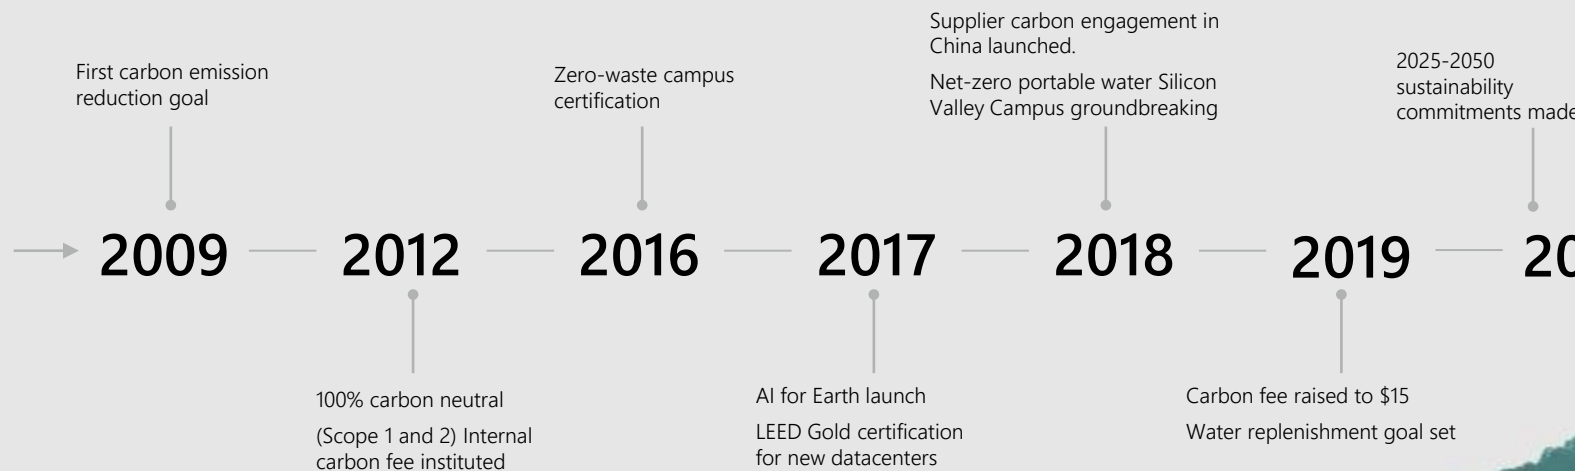 First carbon emission
reduction goal
Zero-waste campus
certification
Supplier carbon engagement in
China launched.
Net-zero portable water Silicon
Valley Campus groundbreaking
2025-2050
sustainability
commitments made
2009
2012
2016
2017
2018
2019
20
100% carbon neutral
(Scope 1 and 2) Internal
carbon fee instituted
AI for Earth launch
LEED Gold certification
for new datacenters
Carbon fee raised to $15
Water replenishment goal set